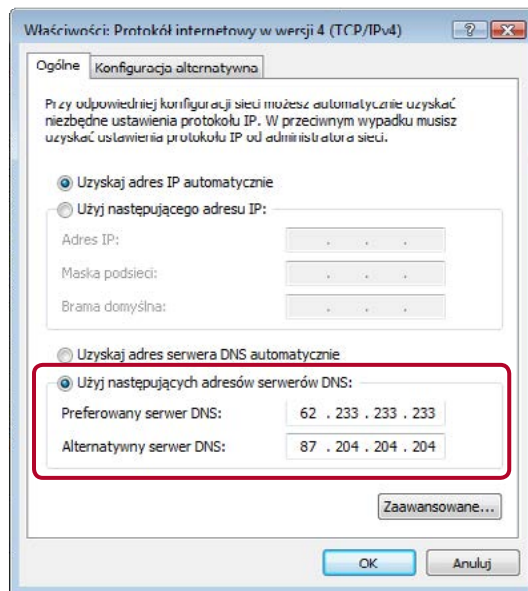 Właściwości: Protokół internetowy w wersji 4 (TCP/IPv4)
Ogólne Konfiguracja alternatywna
Przy odpowiedniej konfiguracji sieci możesz automatycznie uzyskać
niezbędne ustawienia protokołu IP. W przeciwnym wypadku musisz
uzyskać ustawienia protokołu IP od administratora sieci.
Uzyskaj adres IP automatycznie
Użyj następującego adresu IP:
Adres IP: . . .
Maska podsieci: . . .
Brama domyślna: . . .
Uzyskaj adres serwera DNS automatycznie
Użyj następujących adresów serwerów DNS:
Preferowany serwer DNS: 62 . 233 . 233 . 233
Alternatywny serwer DNS: 87 . 204 . 204 . 204
Zaawansowane...
OK Anuluj